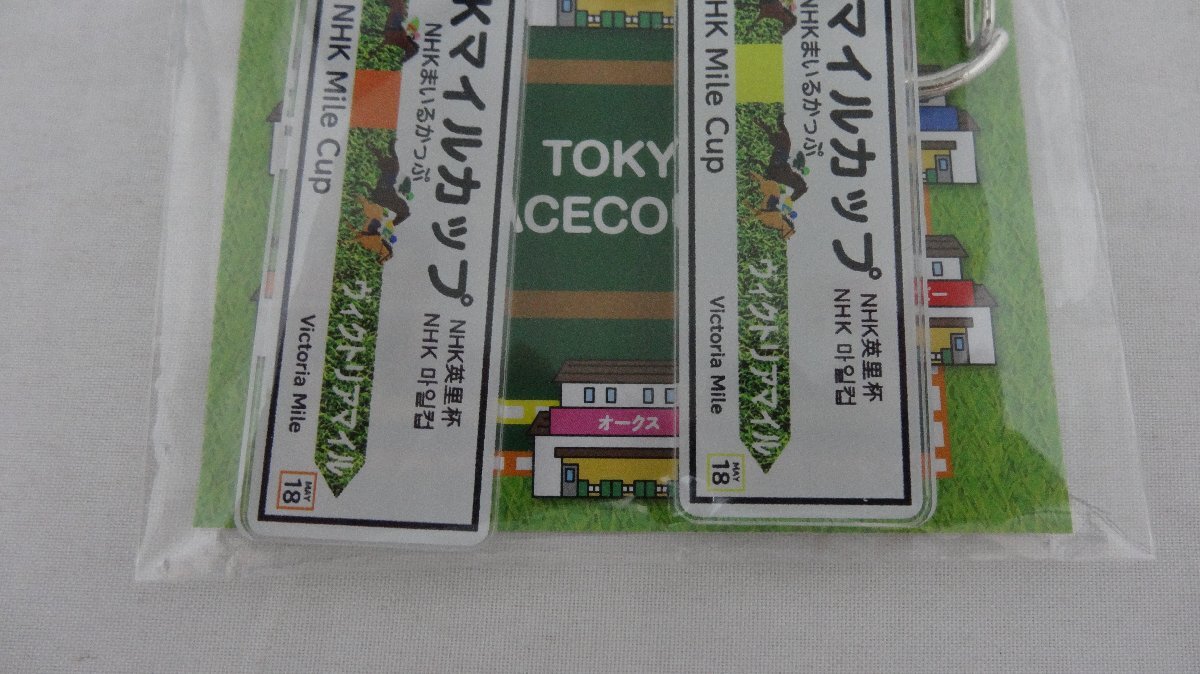 Kマイルカップ
NHKまいるかっぷ
NHK英里杯
NHK 마일컵
NHK Mile Cup
ヴィクトリアマイル
Victoria Mile
MAY
18
TOKY
ACECO
オークス
マイルカップ
NHKまいるかっぷ
NHK英里杯
NHK 마일컵
NHK Mile Cup
ヴィクトリアマイル
Victoria Mile
MAY
18